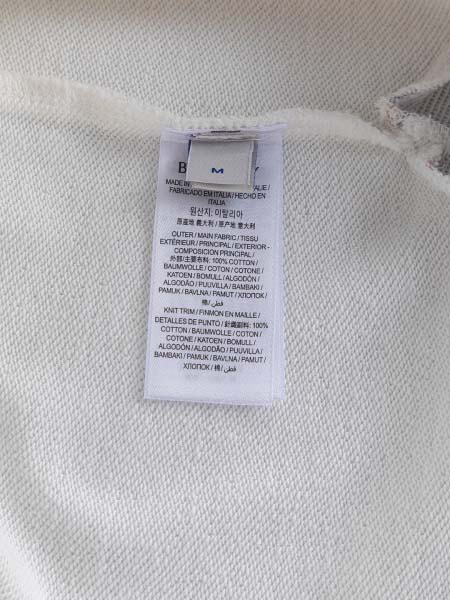 B Y
M
MADE IN ALIE /
FABRICADO EM ITALIA / HECHO EN
ITALIA
원산지: 이탈리아
原産地 義大利 / 原产地 意大利
OUTER / MAIN FABRIC / TISSU
EXTÉRIEUR / PRINCIPAL / EXTERIOR -
COMPOSICION PRINCIPAL /
外部/主要布料: 100% COTTON /
BAUMWOLLE / COTON / COTONE /
KATOEN / BOMULL / ALGODÓN /
ALGODÃO / PUUVILLA / BAMBAKI /
PAMUK / BAVLNA / PAMUT / ХЛОПОК /
棉 / قطن
KNIT TRIM / FINMON EN MAILLE /
DETALLES DE PUNTO / 針織副料: 100%
COTTON / BAUMWOLLE / COTON /
COTONE / KATOEN / BOMULL /
ALGODÓN / ALGODÃO / PUUVILLA /
BAMBAKI / PAMUK / BAVLNA / PAMUT /
ХЛОПОК / 棉 / قطن